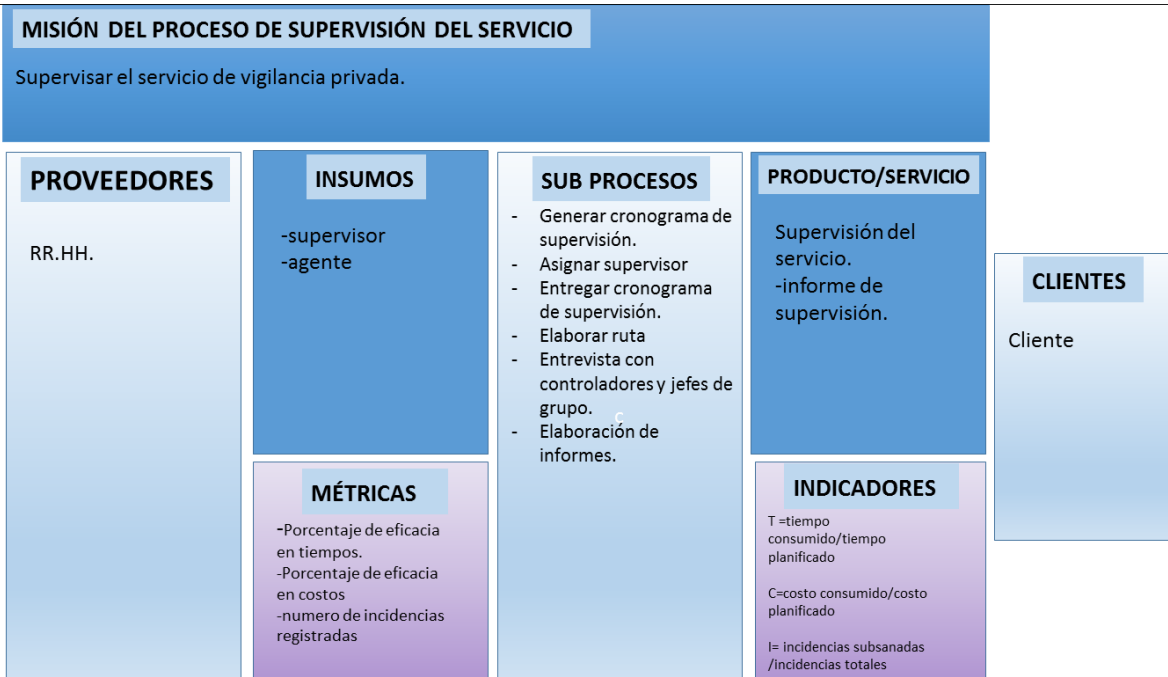 MISIÓN DEL PROCESO DE SUPERVISIÓN DEL SERVICIO
Supervisar el servicio de vigilancia privada.
PROVEEDORES
RR.HH.
INSUMOS
-supervisor
-agente
MÉTRICAS
-Porcentaje de eficacia
en tiempos.
-Porcentaje de eficacia
en costos
-numero de incidencias
registradas
SUB PROCESOS
- Generar cronograma de
supervisión.
- Asignar supervisor
- Entregar cronograma
de supervisión.
- Elaborar ruta
- Entrevista con
controladores y jefes de
grupo.
C
- Elaboración de
informes.
PRODUCTO/SERVICIO
Supervisión del
servicio.
-informe de
supervisión.
INDICADORES
T =tiempo
consumido/tiempo
planificado
C=costo consumido/costo
planificado
I= incidencias subsanadas
/incidencias totales
CLIENTES
Cliente